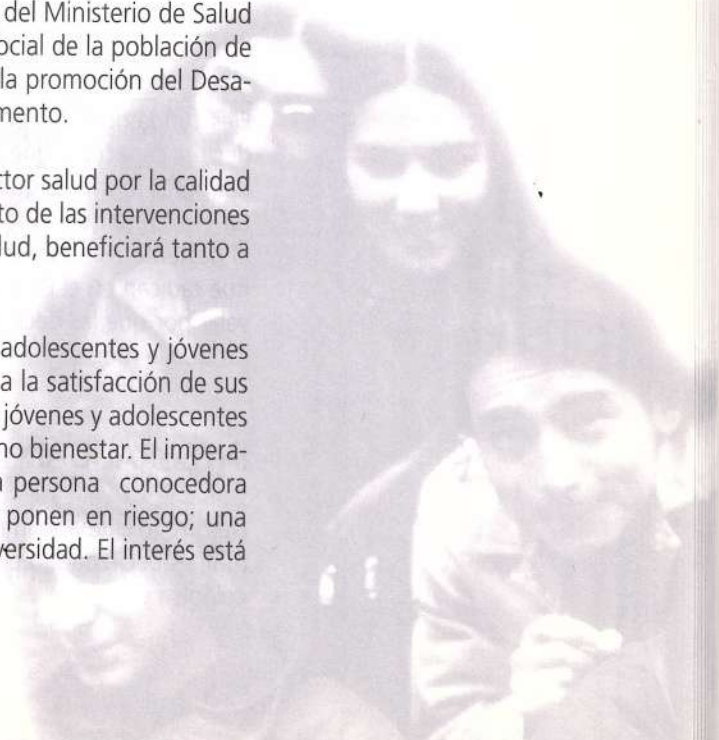 del Ministerio de Salud
ocial de la población de
la promoción del Desa-
mento.
ctor salud por la calidad
to de las intervenciones
lud, beneficiará tanto a
adolescentes y jóvenes
a la satisfacción de sus
jóvenes y adolescentes
no bienestar. El impera-
a persona conocedora
ponen en riesgo; una
versidad. El interés está